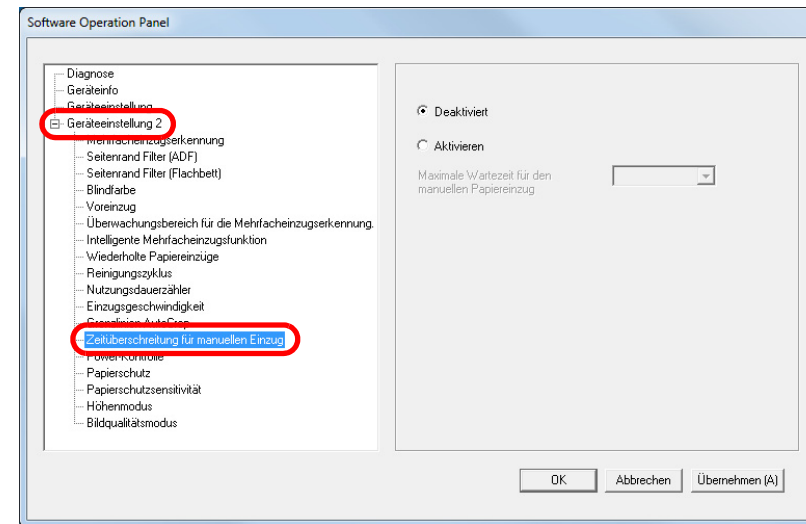 Software Operation Panel
Diagnose
Geräteinfo
Geräteeinstellung
Geräteeinstellung 2
Mehrfacheinzugserkennung
Seitenrand Filter (ADF)
Seitenrand Filter (Flachbett)
Blindfarbe
Voreinzug
Überwachungsbereich für die Mehrfacheinzugserkennung.
Intelligente Mehrfacheinzugsfunktion
Wiederholte Papiereinzüge
Reinigungszyklus
Nutzungsdauerzähler
Einzugsgeschwindigkeit
Grenzlinien AutoCrop
Zeitüberschreitung für manuellen Einzug
Power-Kontrolle
Papierschutz
Papierschutzsensitivität
Höhenmodus
Bildqualitätsmodus
Deaktiviert
Aktivieren
Maximale Wartezeit für den
manuellen Papiereinzug
OK Abbrechen Übernehmen (A)